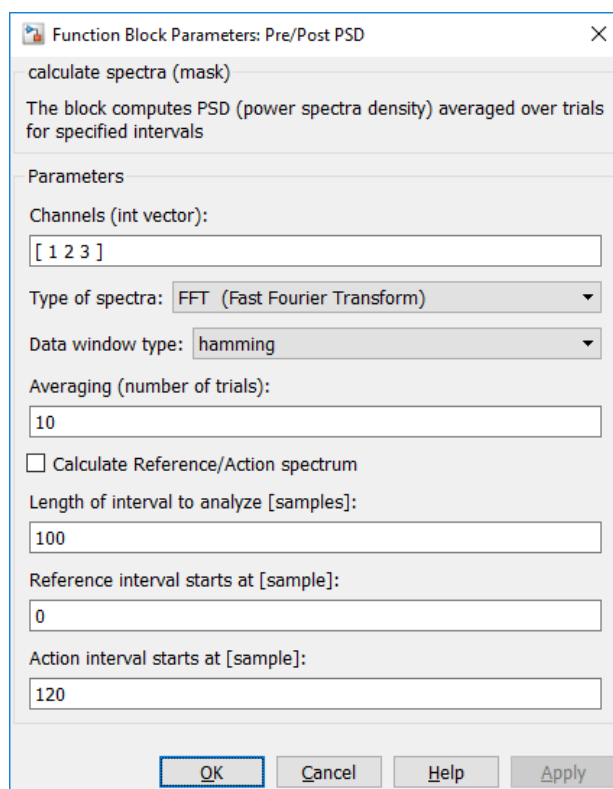 Function Block Parameters: Pre/Post PSD
calculate spectra (mask)
The block computes PSD (power spectra density) averaged over trials
for specified intervals
Parameters
Channels (int vector):
[ 1 2 3 ]
Type of spectra: FFT (Fast Fourier Transform)
Data window type: hamming
Averaging (number of trials):
10
Calculate Reference/Action spectrum
Length of interval to analyze [samples]:
100
Reference interval starts at [sample]:
0
Action interval starts at [sample]:
120
OK Cancel Help Apply